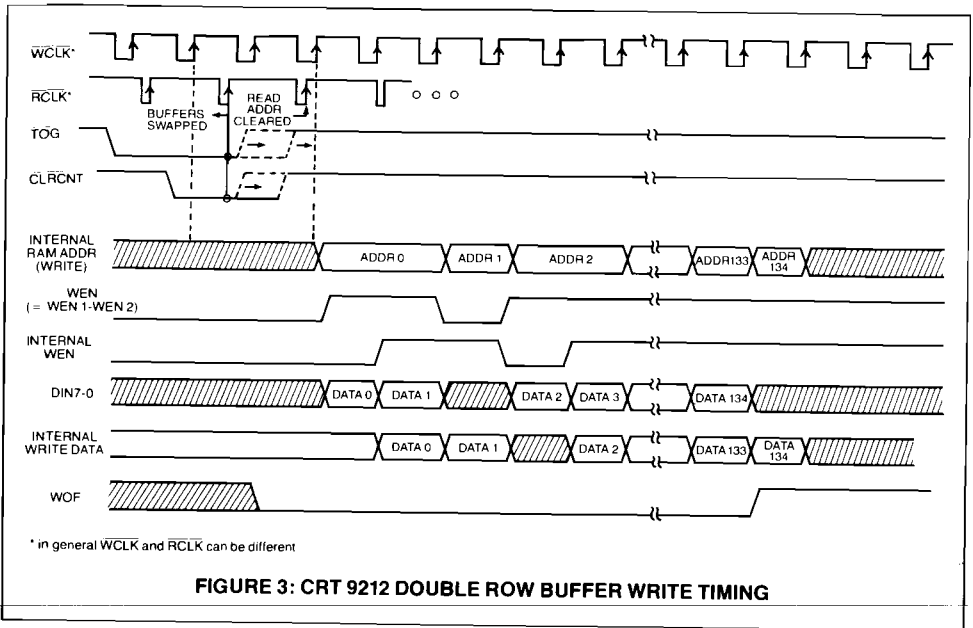 WCLK*
RCLK*
BUFFERS
SWAPPED
READ
ADDR
CLEARED
TOG
CLRCNT
INTERNAL
RAM ADDR
(WRITE)
ADDR 0 ADDR 1 ADDR 2 ADDR133 ADDR
134
WEN
(= WEN 1-WEN 2)
INTERNAL
WEN
DIN7-0 DATA 0 DATA 1 DATA 2 DATA 3 DATA 134
INTERNAL
WRITE DATA
DATA 0 DATA 1 DATA 2 DATA 133 DATA
134
WOF
* in general WCLK and RCLK can be different
FIGURE 3: CRT 9212 DOUBLE ROW BUFFER WRITE TIMING